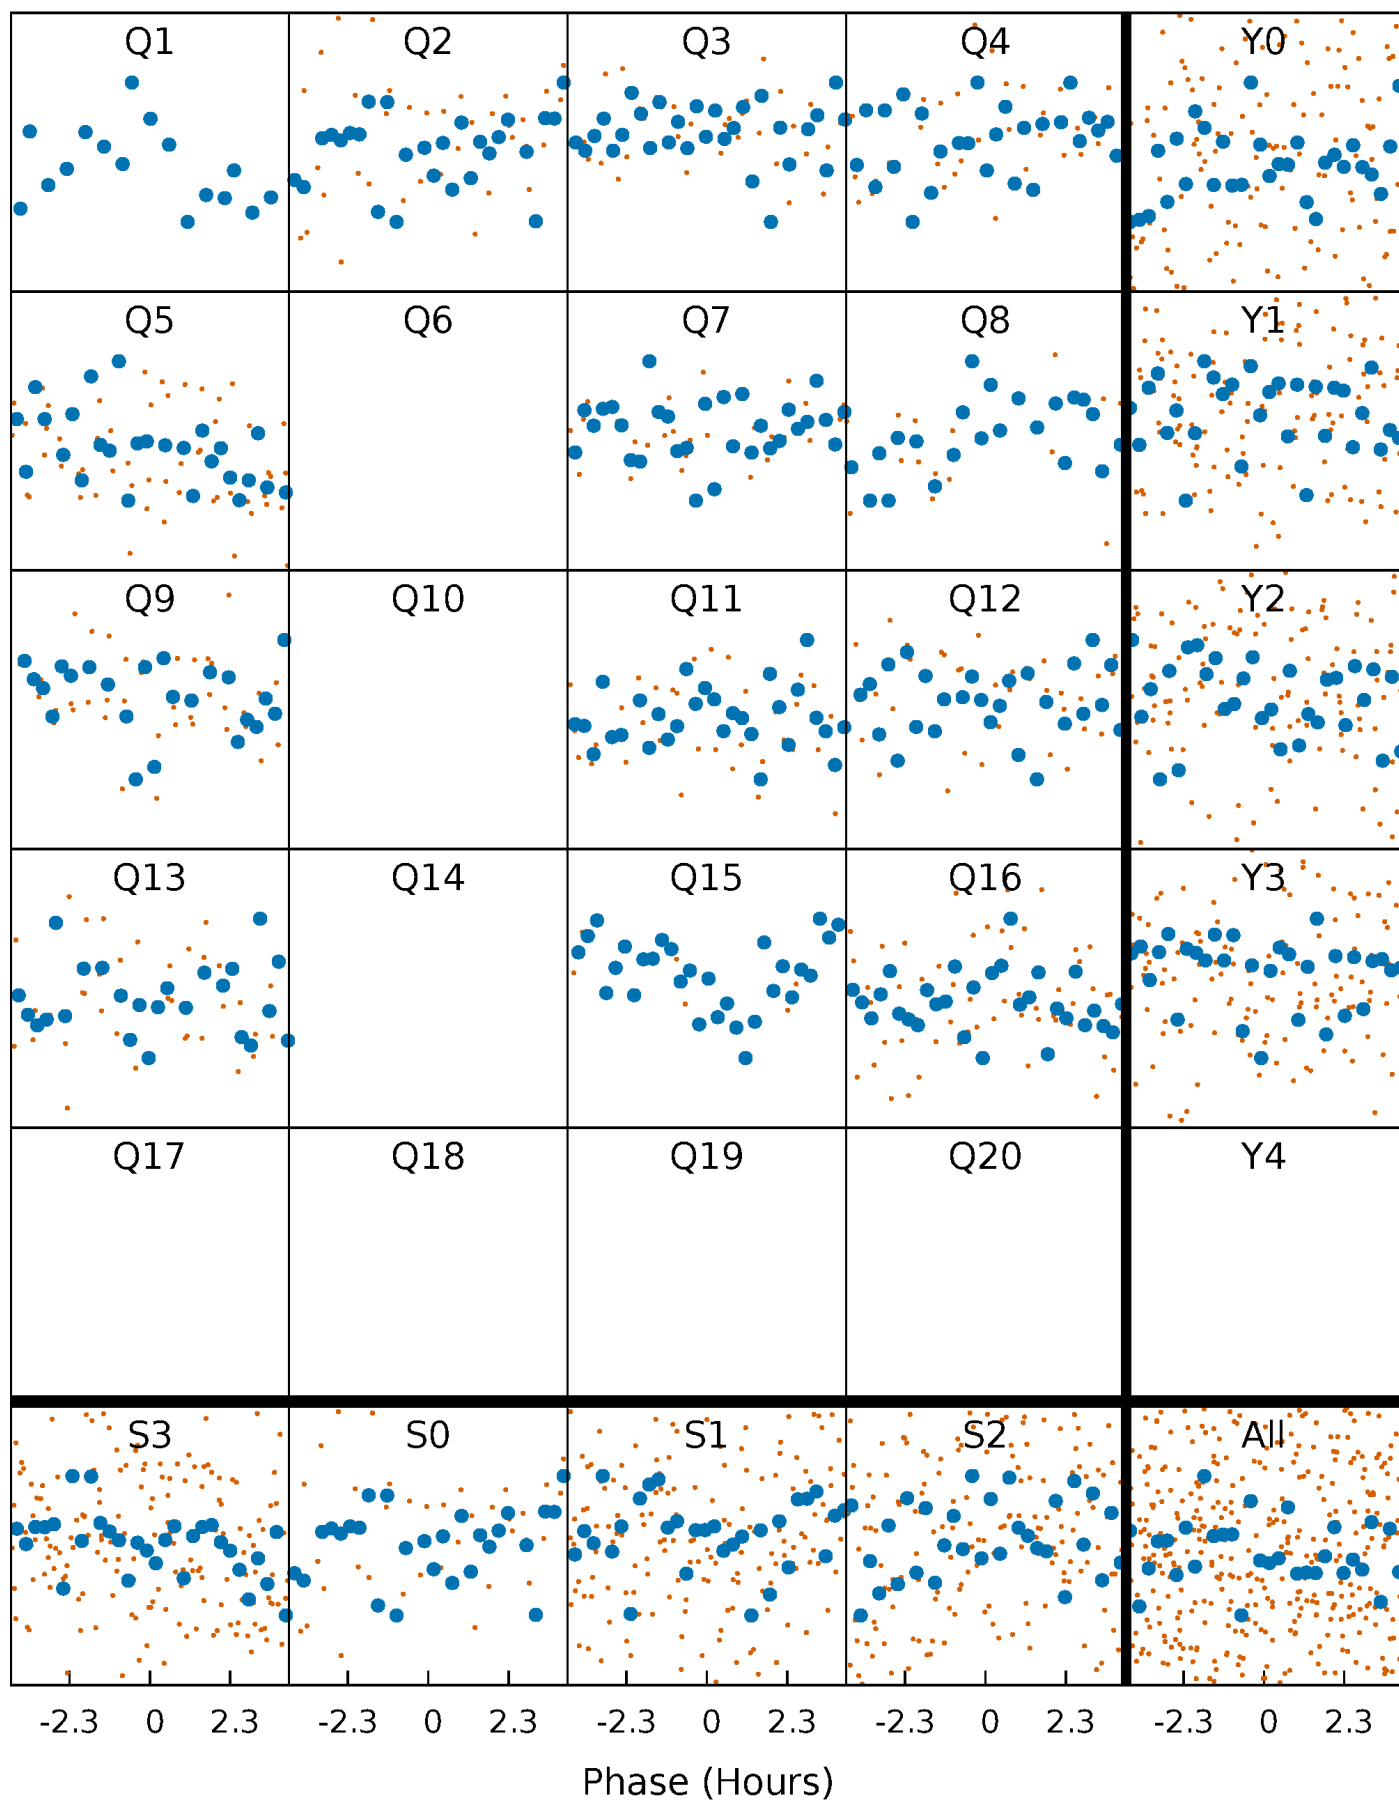 Q1 Q2 Q3 Q4 Y0
Q5 Q6 Q7 Q8 Y1
Q9 Q10 Q11 Q12 Y2
Q13 Q14 Q15 Q16 Y3
Q17 Q18 Q19 Q20 Y4
S3 S0 S1 S2 All
-2.3 0 2.3 -2.3 0 2.3 -2.3 0 2.3 -2.3 0 2.3 -2.3 0 2.3
Phase (Hours)